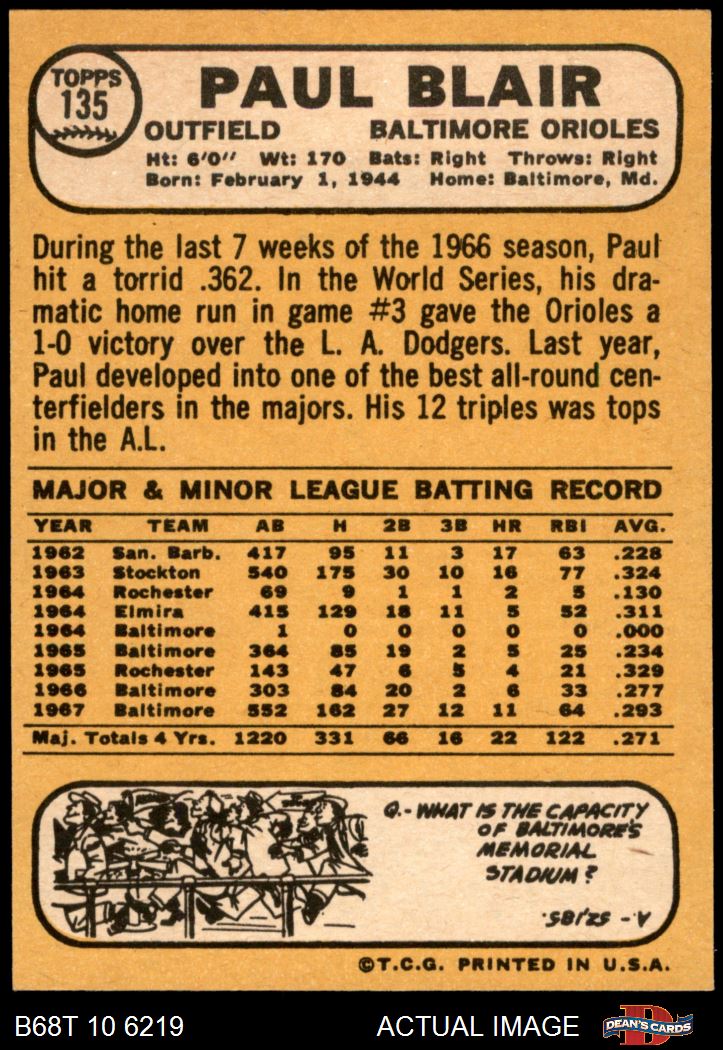 TOPPS
135
PAUL BLAIR
OUTFIELD BALTIMORE ORIOLES
Ht: 6'0" Wt: 170 Bats: Right Throws: Right
Born: February 1, 1944 Home: Baltimore, Md.
During the last 7 weeks of the 1966 season, Paul
hit a torrid .362. In the World Series, his dra-
matic home run in game #3 gave the Orioles a
1-0 victory over the L. A. Dodgers. Last year,
Paul developed into one of the best all-round cen-
terfielders in the majors. His 12 triples was tops
in the A.L.
MAJOR & MINOR LEAGUE BATTING RECORD
YEAR TEAM AB H 2B 3B HR RBI AVG.
1962 San. Barb. 417 95 11 3 17 63 .228
1963 Stockton 540 175 30 10 16 77 .324
1964 Rochester 69 9 1 1 2 5 .130
1964 Elmira 415 129 18 11 5 52 .311
1964 Baltimore 1 0 0 0 0 0 .000
1965 Baltimore 364 85 19 2 5 25 .234
1965 Rochester 143 47 6 5 4 21 .329
1966 Baltimore 303 84 20 2 6 33 .277
1967 Baltimore 552 162 27 12 11 64 .293
Maj. Totals 4 Yrs. 1220 331 66 16 22 122 .271
Q.- WHAT IS THE CAPACITY
OF BALTIMORE'S
MEMORIAL
STADIUM?
A. - 52,185.
©T.C.G. PRINTED IN U.S.A.
B68T 10 6219 ACTUAL IMAGE DEAN'S CARDS